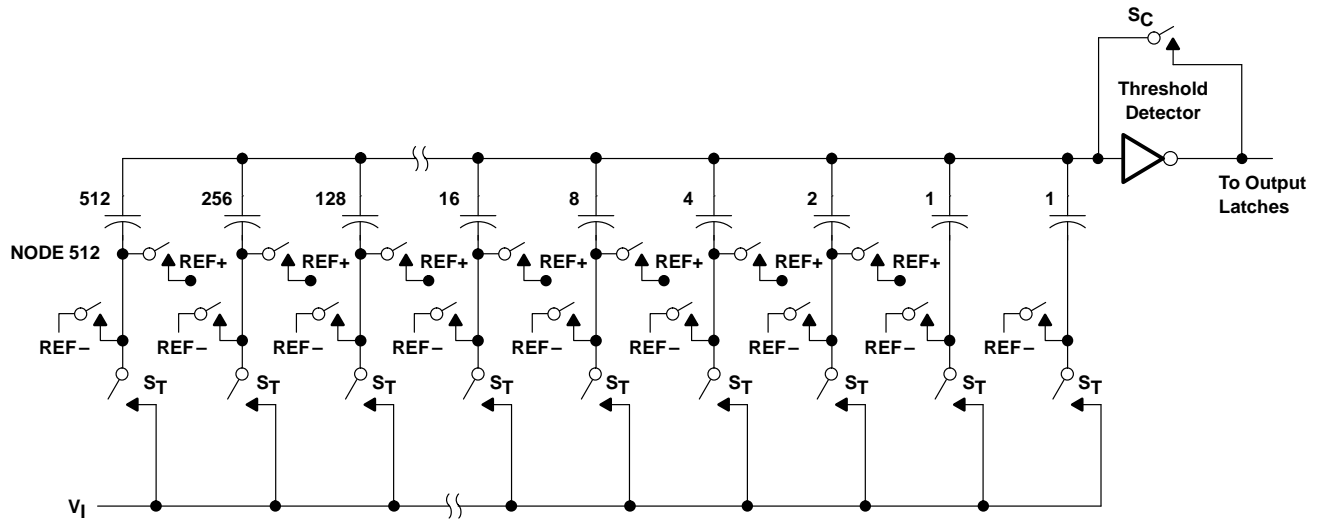 SC
Threshold
Detector
To Output
Latches
512 256 128 16 8 4 2 1 1
NODE 512 REF+ REF+ REF+ REF+ REF+ REF+ REF+
REF− REF− REF− REF− REF− REF− REF− REF− REF−
ST ST ST ST ST ST ST ST ST
VI